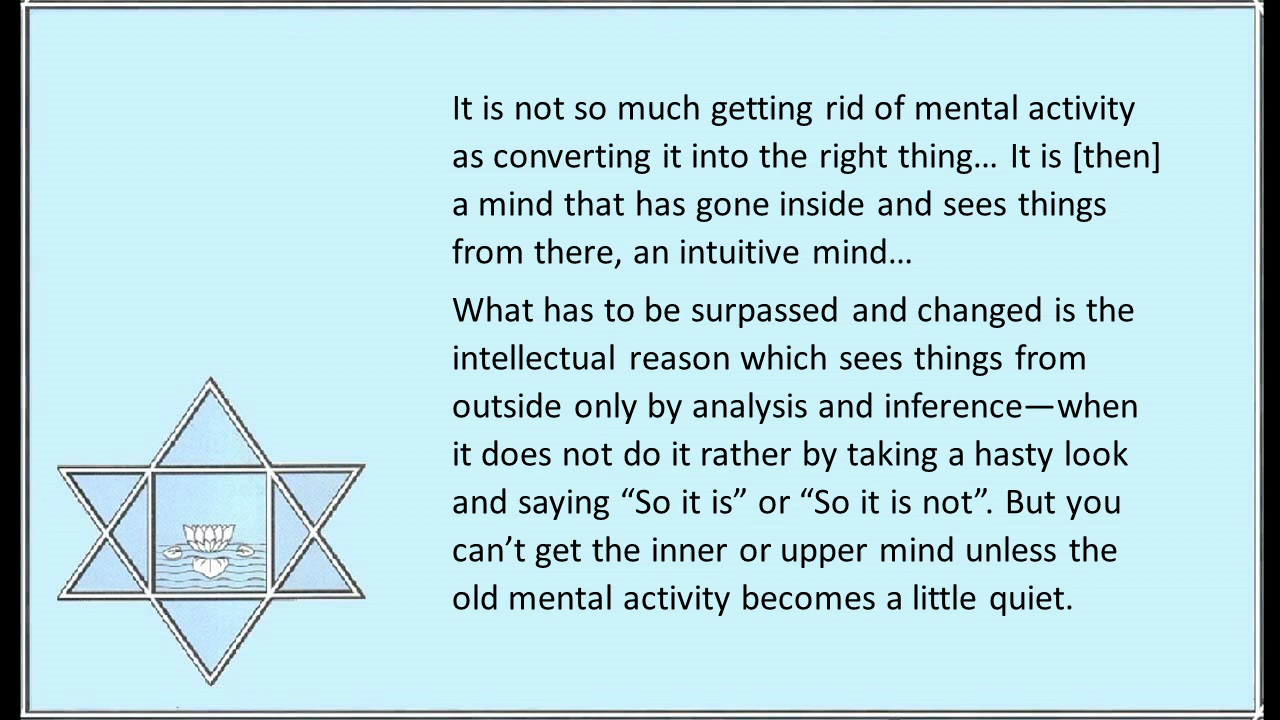 It is not so much getting rid of mental activity
as converting it into the right thing… It is [then]
a mind that has gone inside and sees things
from there, an intuitive mind…
What has to be surpassed and changed is the
intellectual reason which sees things from
outside only by analysis and inference—when
it does not do it rather by taking a hasty look
and saying “So it is” or “So it is not”. But you
can’t get the inner or upper mind unless the
old mental activity becomes a little quiet.